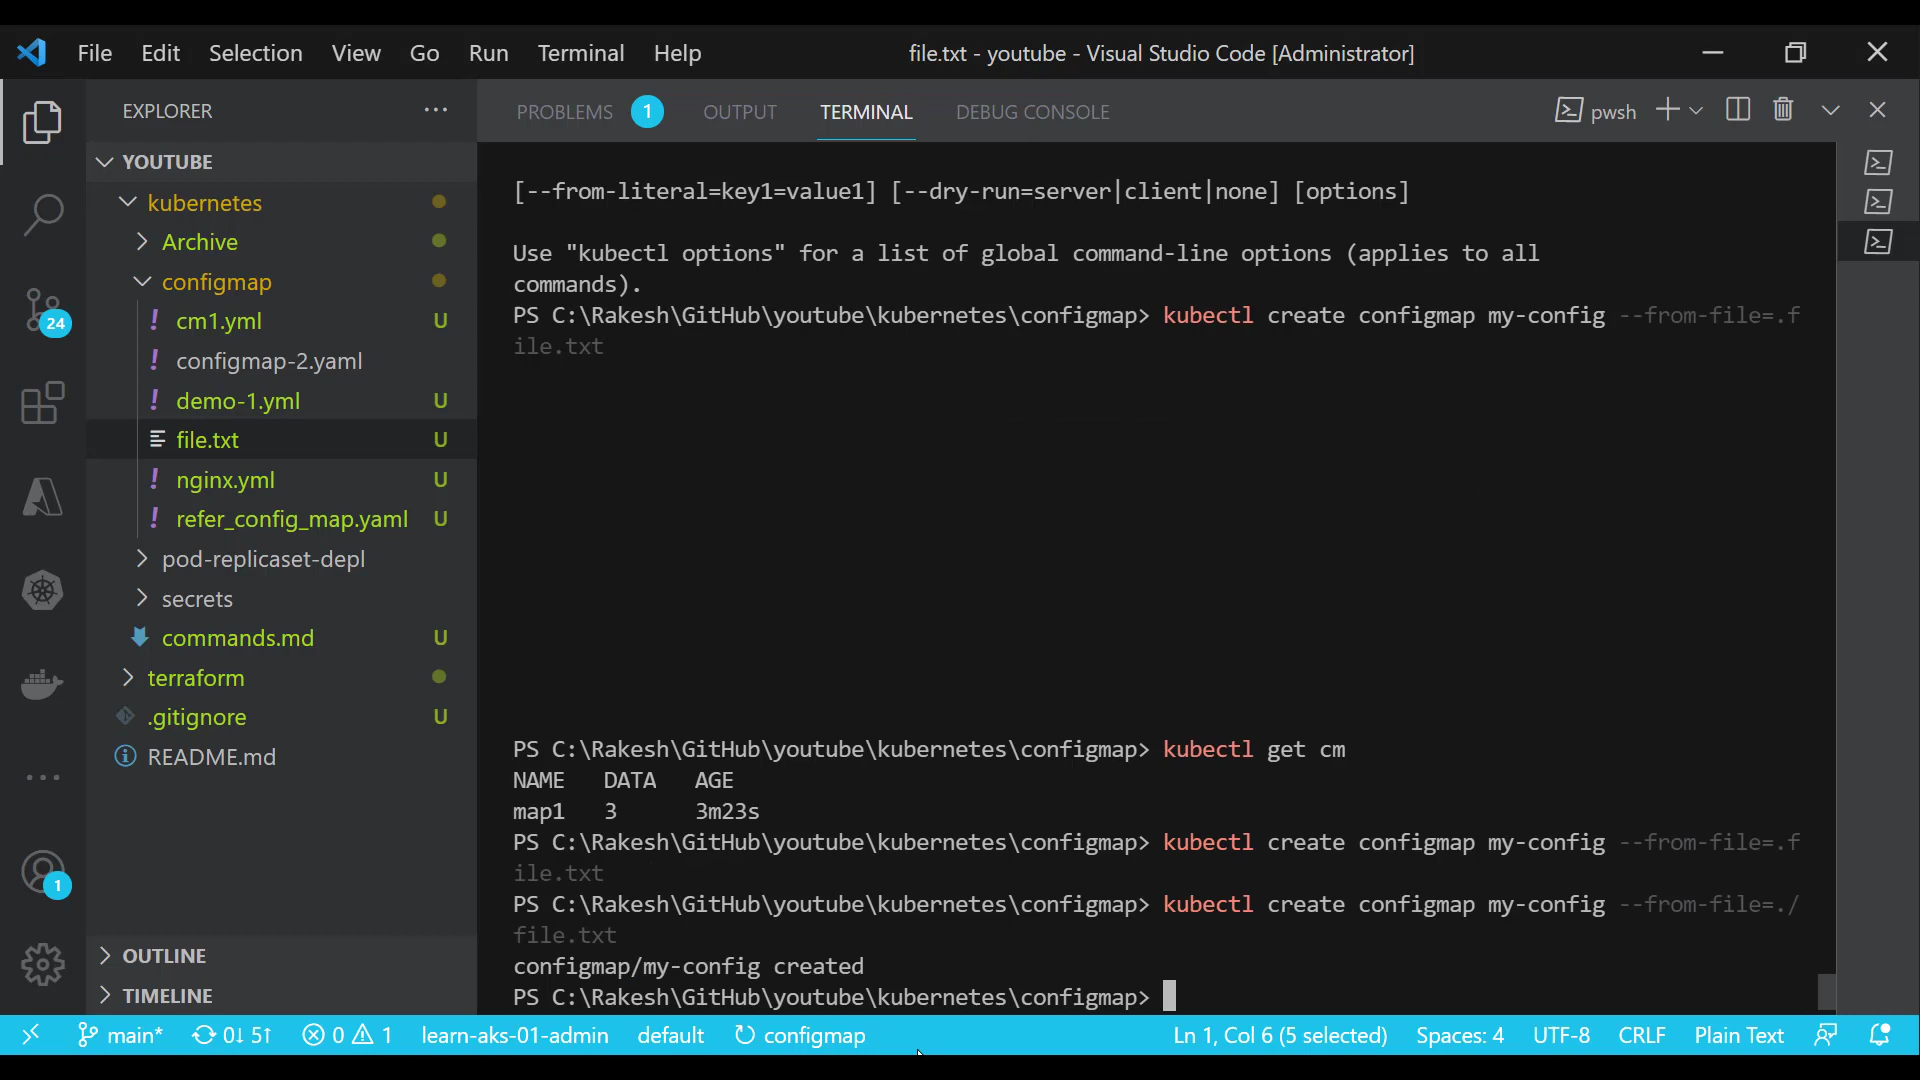 File Edit Selection View Go Run Terminal Help
file.txt - youtube - Visual Studio Code [Administrator]
EXPLORER
PROBLEMS 1 OUTPUT TERMINAL DEBUG CONSOLE
pwsh
YOUTUBE
kubernetes
Archive
configmap
! cm1.yml U
! configmap-2.yaml
! demo-1.yml U
file.txt U
! nginx.yml U
! refer_config_map.yaml U
pod-replicaset-depl
secrets
commands.md U
terraform
.gitignore U
README.md
OUTLINE
TIMELINE
24
1
[--from-literal=key1=value1] [--dry-run=server|client|none] [options]
Use "kubectl options" for a list of global command-line options (applies to all
commands).
PS C:\Rakesh\GitHub\youtube\kubernetes\configmap> kubectl create configmap my-config --from-file=.f
ile.txt
PS C:\Rakesh\GitHub\youtube\kubernetes\configmap> kubectl get cm
NAME DATA AGE
map1 3 3m23s
PS C:\Rakesh\GitHub\youtube\kubernetes\configmap> kubectl create configmap my-config --from-file=.f
ile.txt
PS C:\Rakesh\GitHub\youtube\kubernetes\configmap> kubectl create configmap my-config --from-file=./
file.txt
configmap/my-config created
PS C:\Rakesh\GitHub\youtube\kubernetes\configmap>
main* 0↓ 5↑ 0 1 learn-aks-01-admin default configmap
Ln 1, Col 6 (5 selected) Spaces: 4 UTF-8 CRLF Plain Text